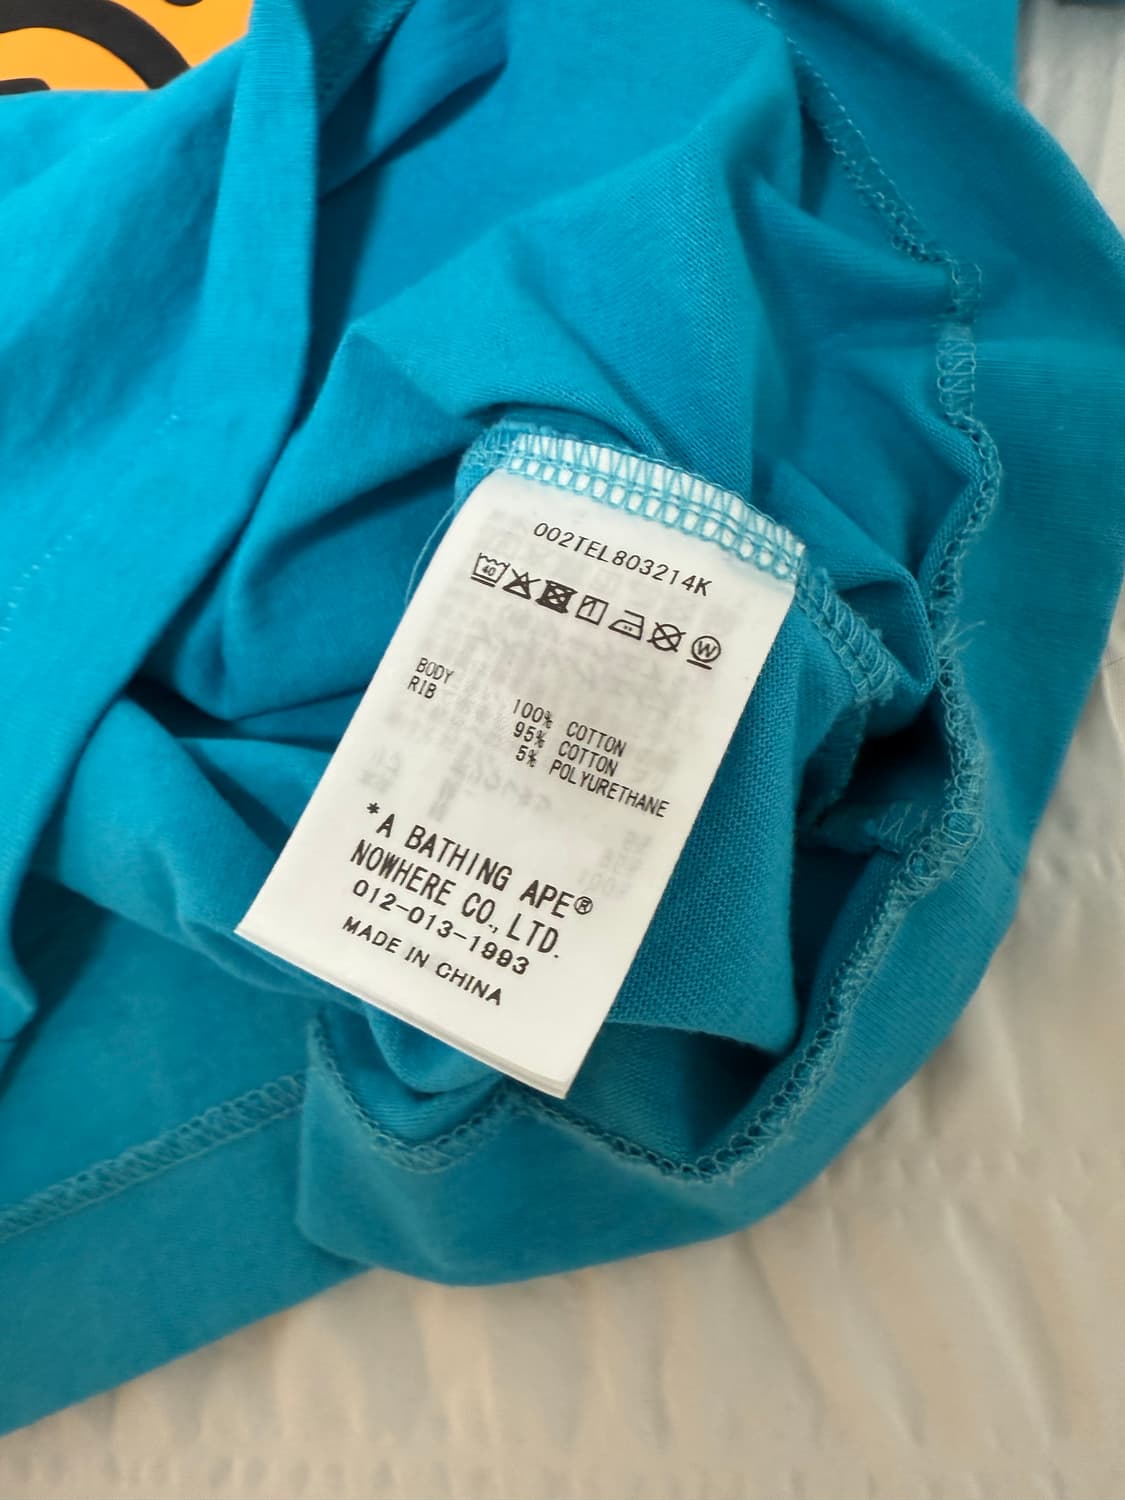 002TEL803214K
40
W
BODY
RIB
100% COTTON
95% COTTON
5% POLYURETHANE
*A BATHING APE®
NOWHERE CO., LTD.
012-013-1993
MADE IN CHINA